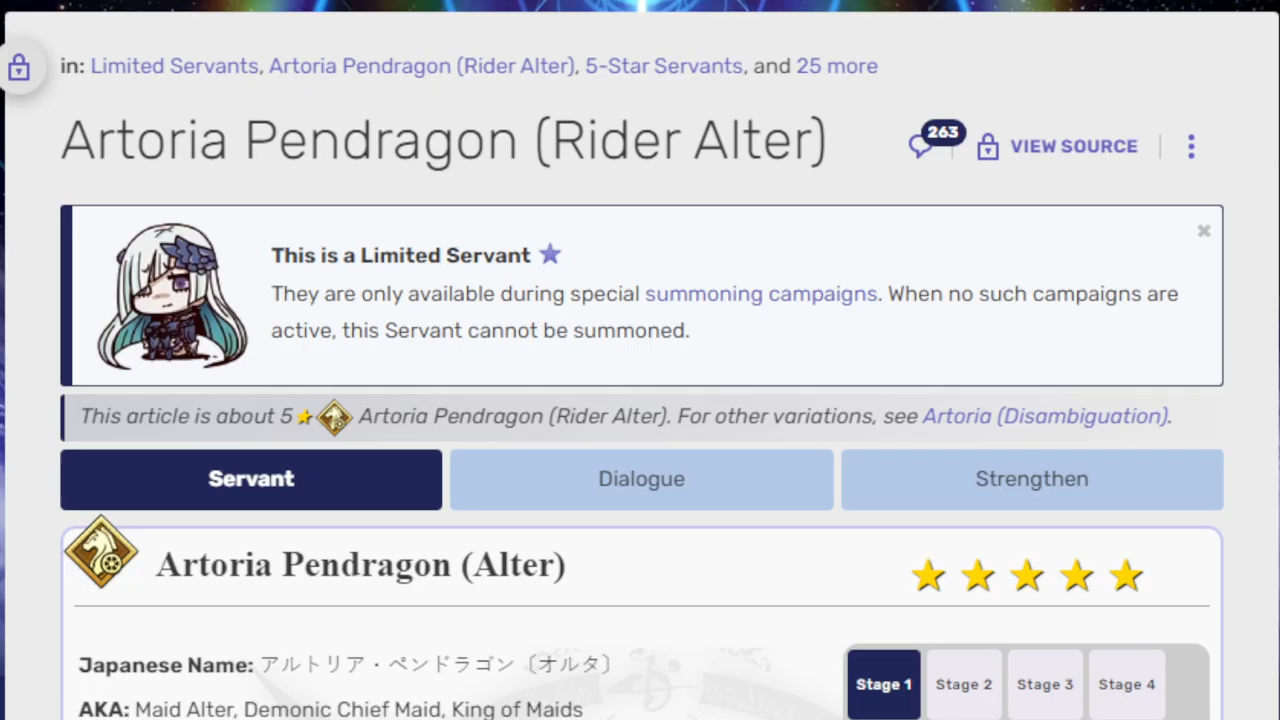 in: Limited Servants, Artoria Pendragon (Rider Alter), 5-Star Servants, and 25 more
Artoria Pendragon (Rider Alter)
263
VIEW SOURCE
This is a Limited Servant
They are only available during special summoning campaigns. When no such campaigns are
active, this Servant cannot be summoned.
This article is about 5 Artoria Pendragon (Rider Alter). For other variations, see Artoria (Disambiguation).
Servant
Dialogue
Strengthen
Artoria Pendragon (Alter)
Japanese Name: アルトリア・ペンドラゴン〔オルタ〕
AKA: Maid Alter, Demonic Chief Maid, King of Maids
Stage 1
Stage 2
Stage 3
Stage 4